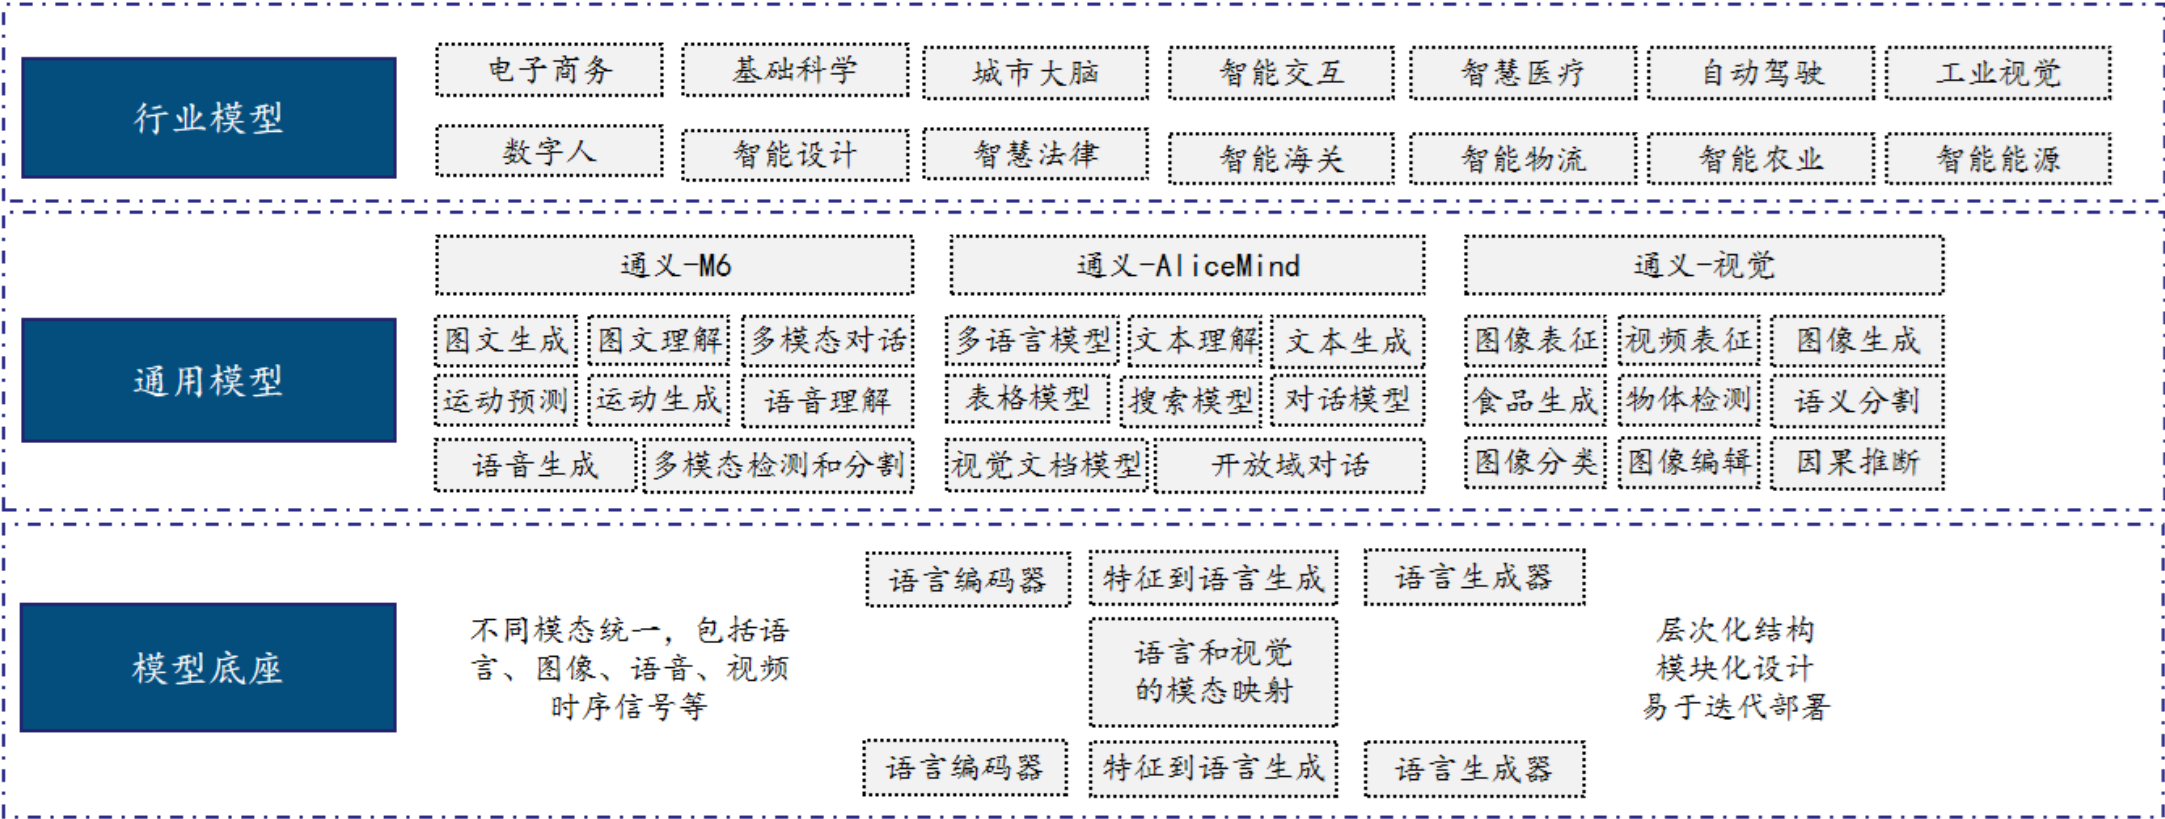 行业模型
电子商务 基础科学 城市大脑 智能交互 智慧医疗 自动驾驶 工业视觉
数字人 智能设计 智慧法律 智能海关 智能物流 智能农业 智能能源
通用模型
通义-M6 通义-AliceMind 通义-视觉
图文生成 图文理解 多模态对话 多语言模型 文本理解 文本生成 图像表征 视频表征 图像生成
运动预测 运动生成 语音理解 表格模型 搜索模型 对话模型 食品生成 物体检测 语义分割
语音生成 多模态检测和分割 视觉文档模型 开放域对话 图像分类 图像编辑 因果推断
模型底座
不同模态统一，包括语
言、图像、语音、视频
时序信号等
语言编码器 特征到语言生成 语言生成器
语言和视觉
的模态映射
语言编码器 特征到语言生成 语言生成器
层次化结构
模块化设计
易于迭代部署